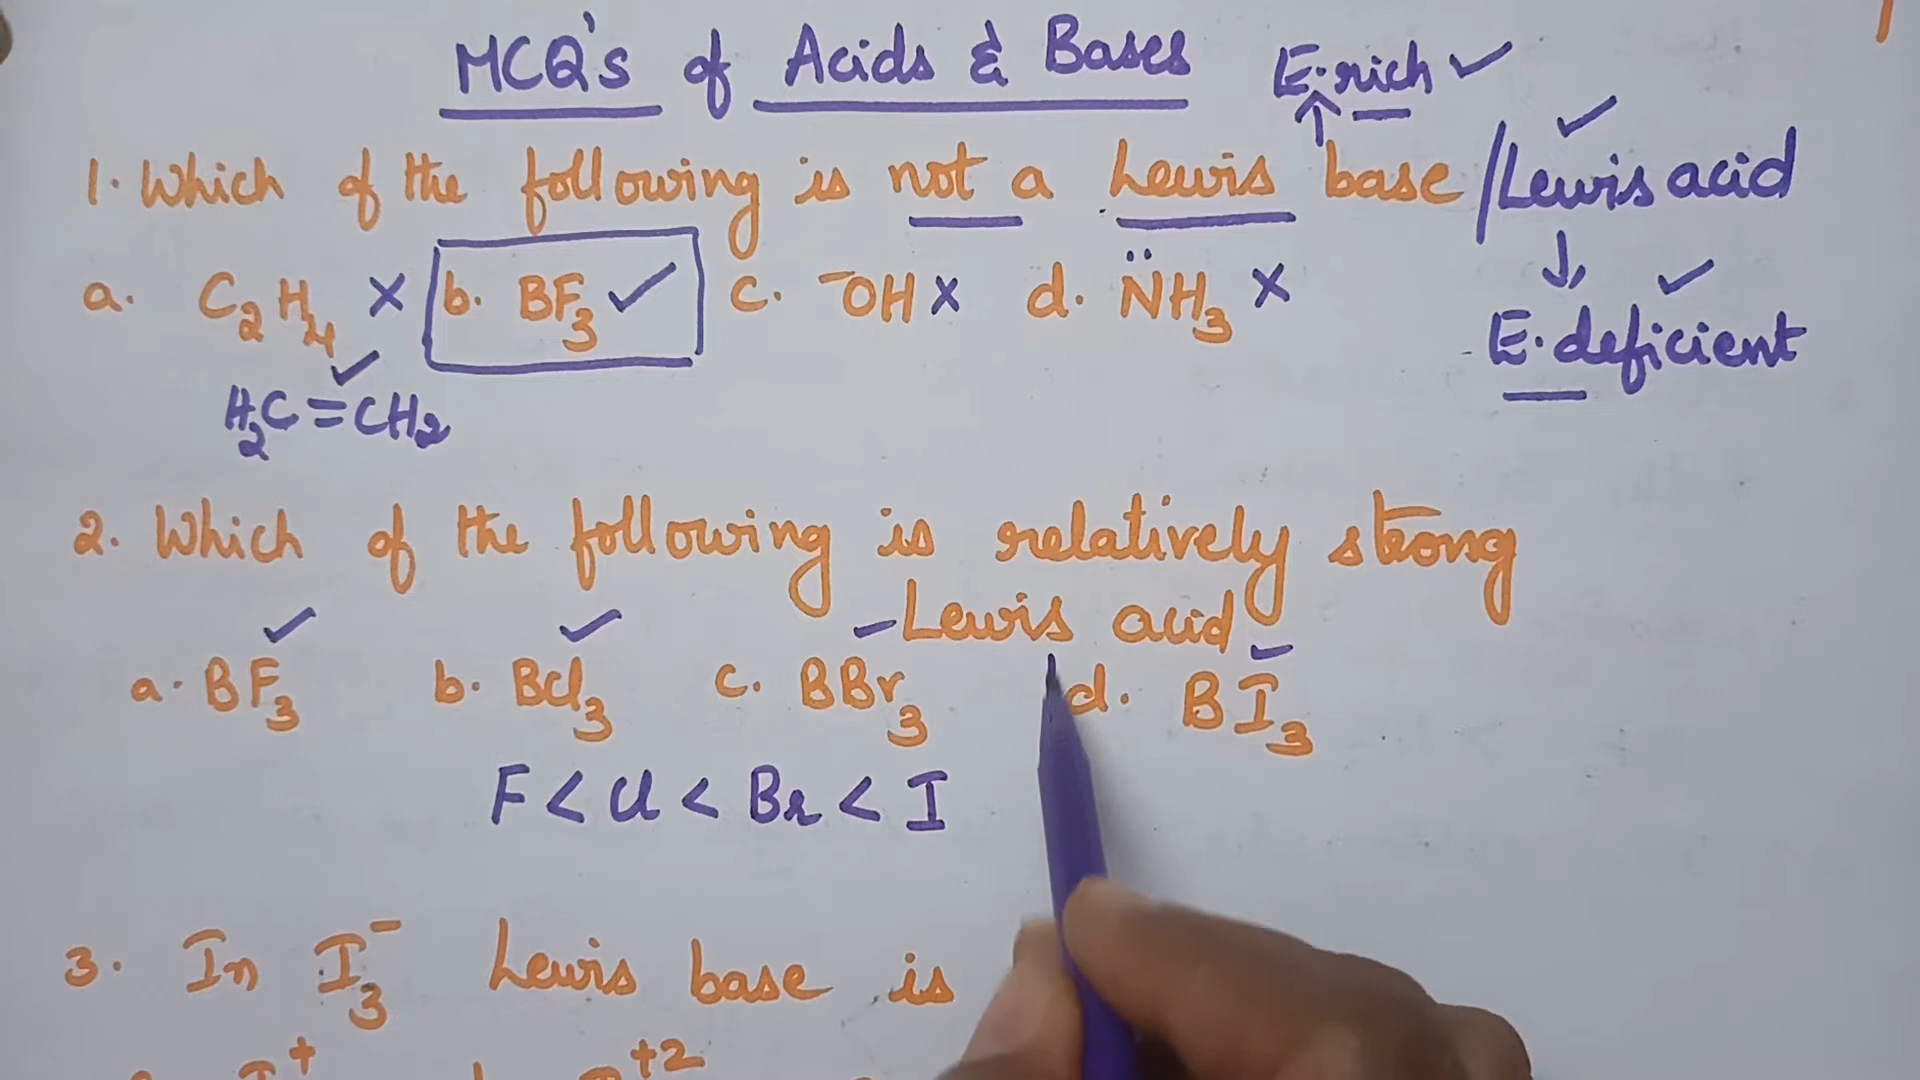 MCQ's of Acids & Bases
E.rich ✓
↑
1. Which of the following is not a Lewis base /Lewis acid ✓
↓
a. C₂H₄ × b. BF₃ ✓ c. ⁻OH × d. N̈H₃ ×
E.deficient ✓
H₂C=CH₂ ✓
2. Which of the following is relatively strong
-Lewis acid
a. BF₃ ✓ b. BCl₃ ✓ c. BBr₃ d. BI₃
F < Cl < Br < I
3. In I₃⁻ Lewis base is
I⁺ +2